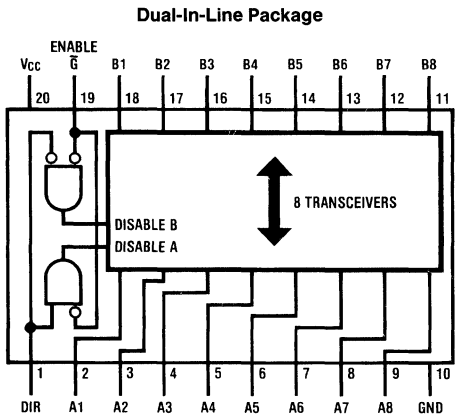 Dual-In-Line Package
ENABLE
VCC G̅ B1 B2 B3 B4 B5 B6 B7 B8
20 19 18 17 16 15 14 13 12 11
8 TRANSCEIVERS
DISABLE B
DISABLE A
1 2 3 4 5 6 7 8 9 10
DIR A1 A2 A3 A4 A5 A6 A7 A8 GND